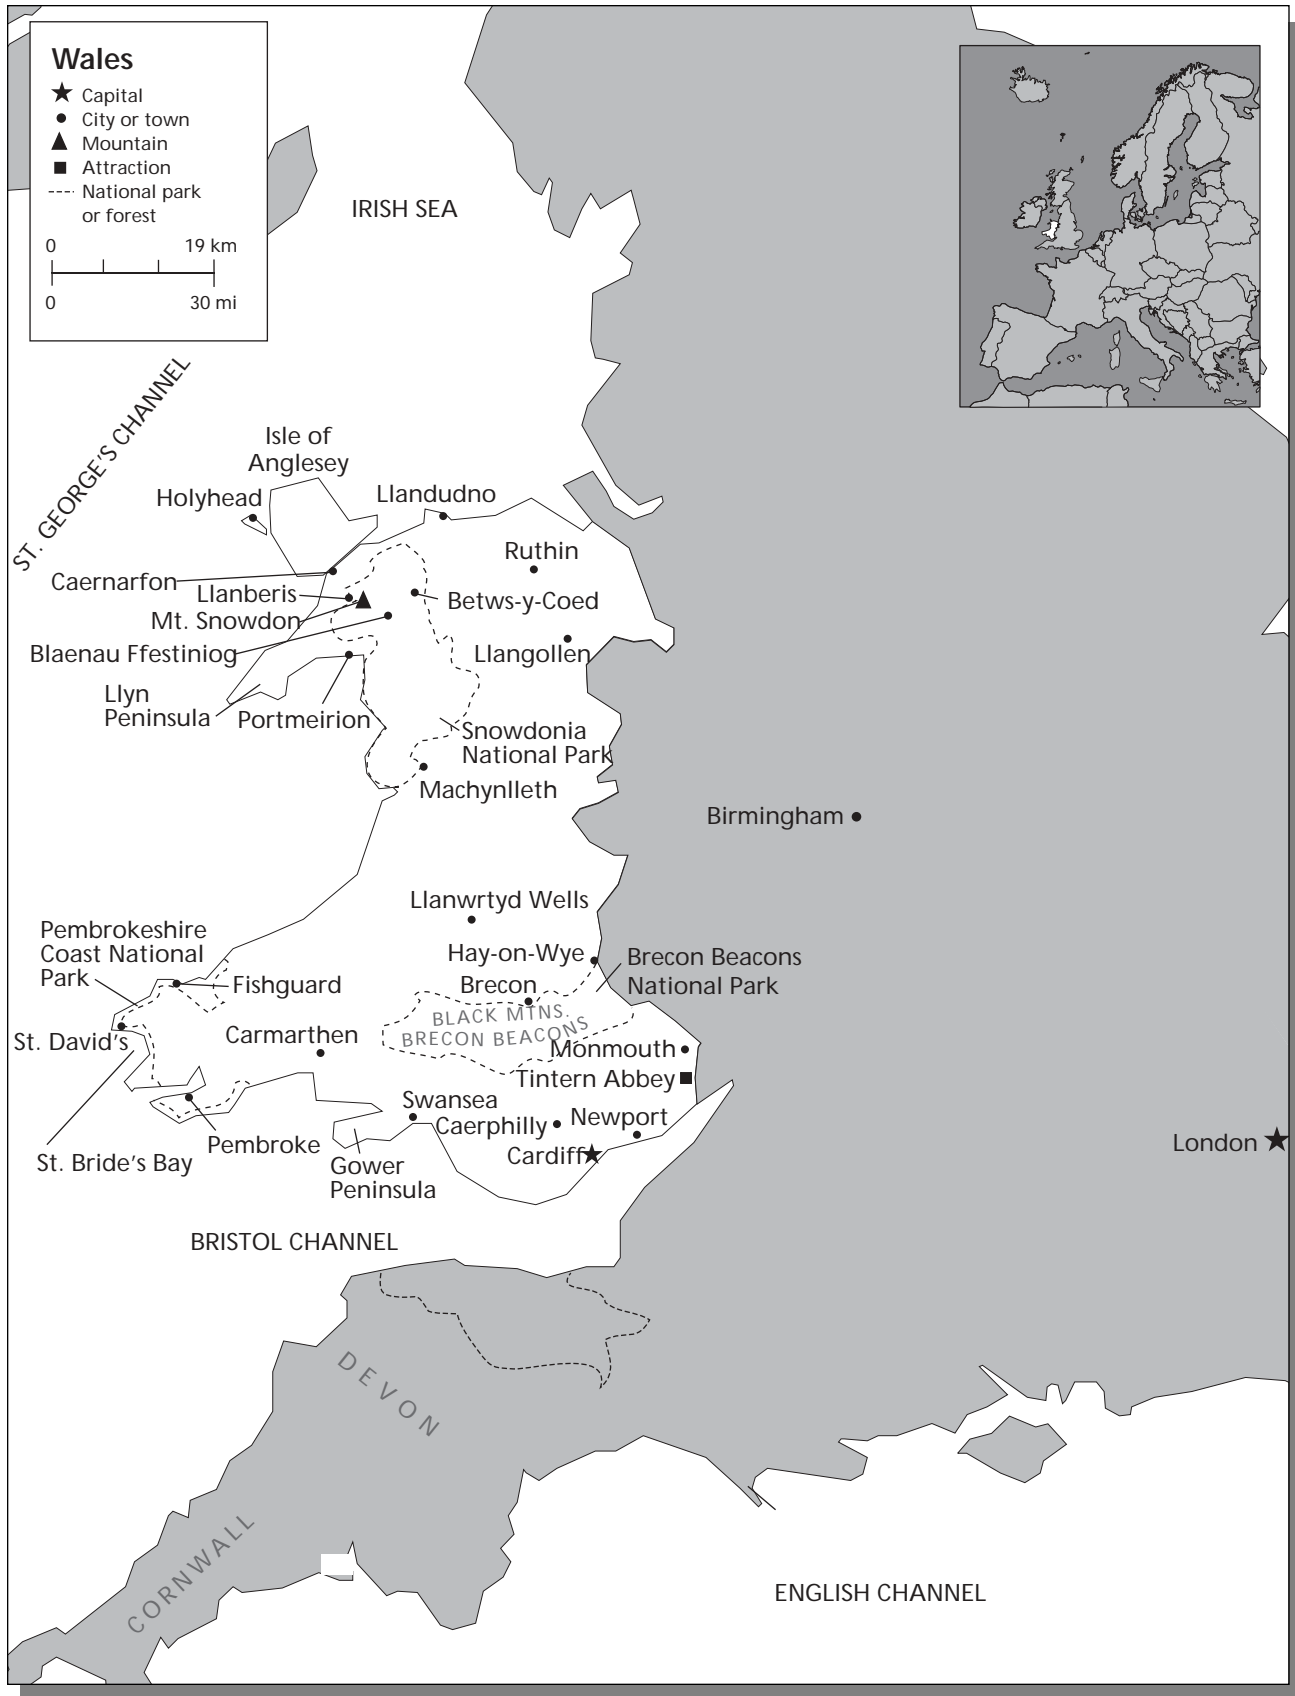 Wales
Capital
City or town
Mountain
Attraction
National park
or forest
0 19 km
0 30 mi
IRISH SEA
ST. GEORGE'S CHANNEL
Isle of
Anglesey
Holyhead
Llandudno
Ruthin
Caernarfon
Llanberis
Betws-y-Coed
Mt. Snowdon
Blaenau Ffestiniog
Llangollen
Llyn
Peninsula
Portmeirion
Snowdonia
National Park
Machynlleth
Birmingham
Llanwrtyd Wells
Pembrokeshire
Coast National
Park
Hay-on-Wye
Brecon Beacons
National Park
Fishguard
Brecon
BLACK MTNS.
BRECON BEACONS
St. David's
Carmarthen
Monmouth
Tintern Abbey
Swansea
Caerphilly
Newport
Pembroke
Cardiff
London
St. Bride's Bay
Gower
Peninsula
BRISTOL CHANNEL
DEVON
CORNWALL
ENGLISH CHANNEL